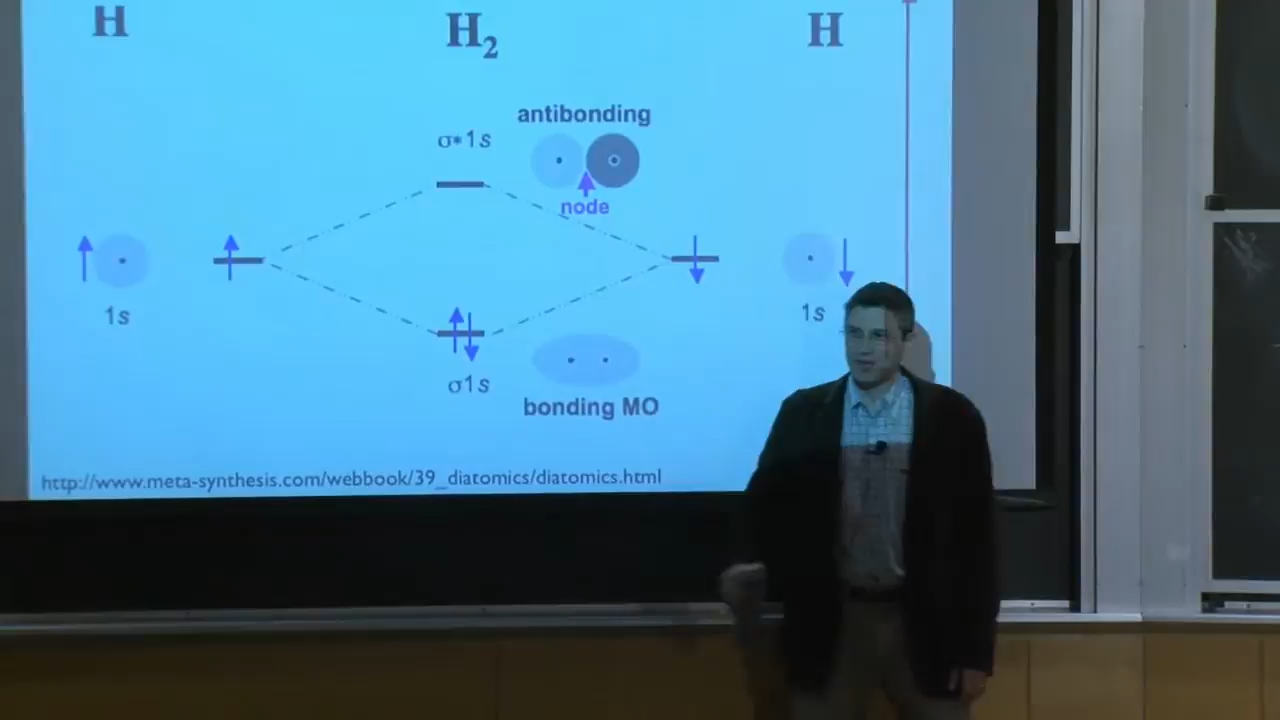 H H₂ H
antibonding
σ*1s
node
1s
1s
σ1s
bonding MO
http://www.meta-synthesis.com/webbook/39_diatomics/diatomics.html